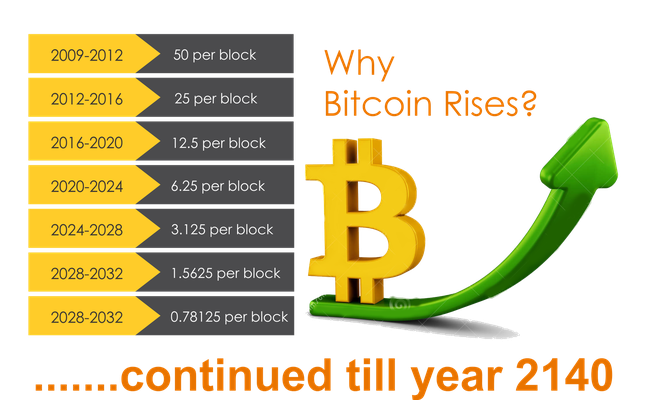 Why
Bitcoin Rises?
2009-2012 50 per block
2012-2016 25 per block
2016-2020 12.5 per block
2020-2024 6.25 per block
2024-2028 3.125 per block
2028-2032 1.5625 per block
2028-2032 0.78125 per block
.......continued till year 2140